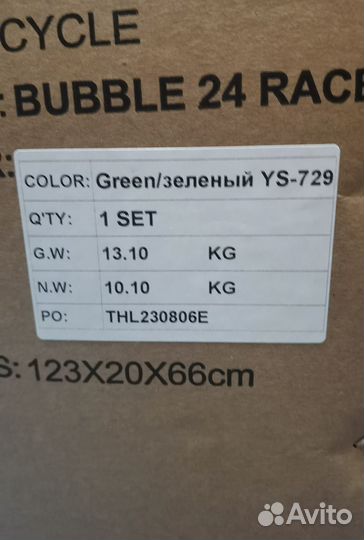 CYCLE
: BUBBLE 24 RACE
COLOR: Green/зеленый YS-729
Q'TY: 1 SET
G.W: 13.10 KG
N.W: 10.10 KG
PO: THL230806E
S: 123X20X66cm
Avito